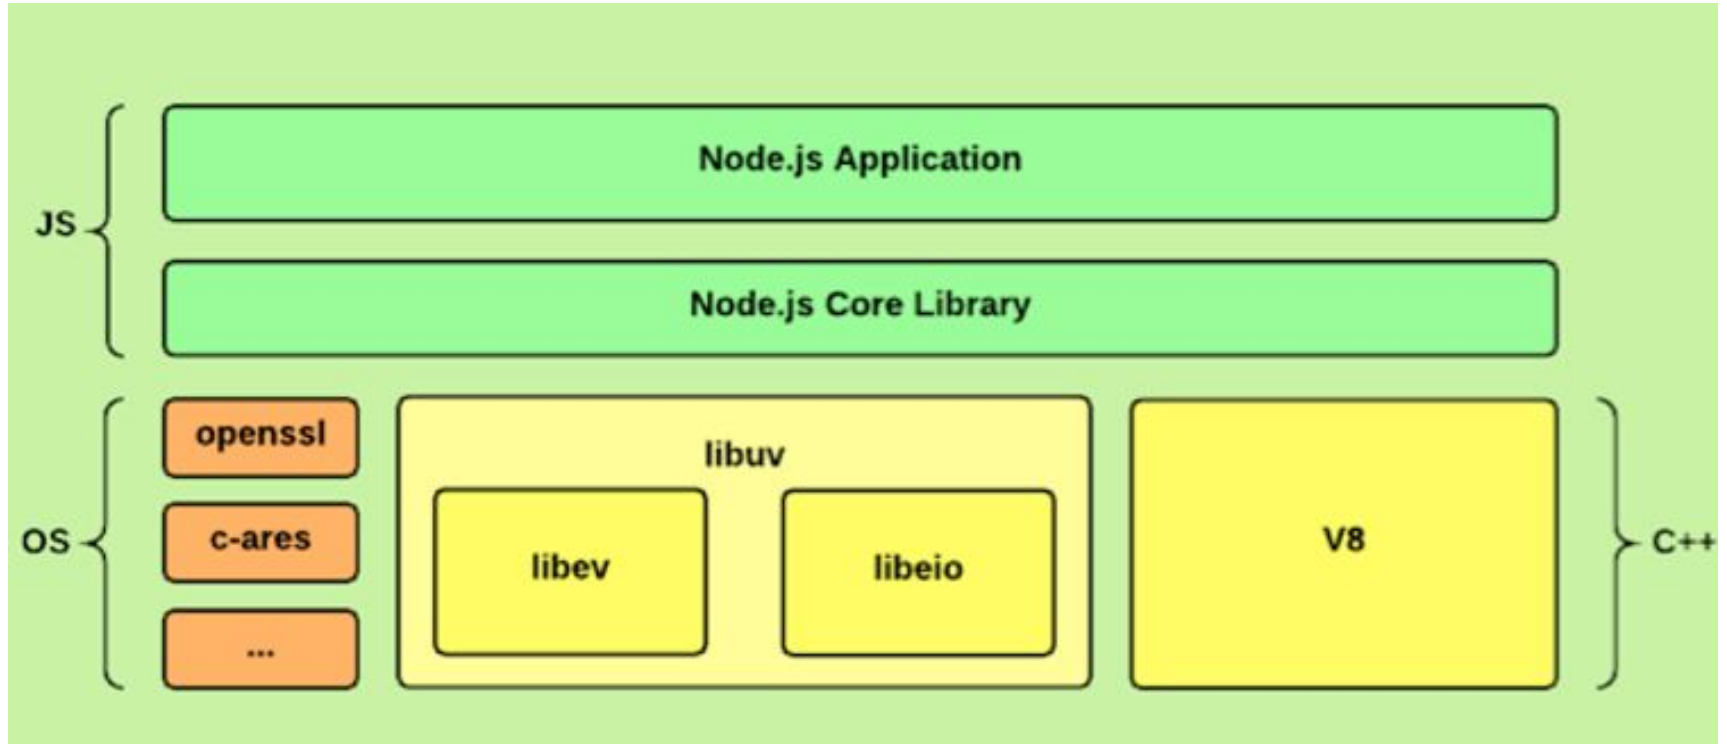 Node.js Application
JS
Node.js Core Library
openssl
libuv
c-ares
OS
libev
libeio
V8
C++
...